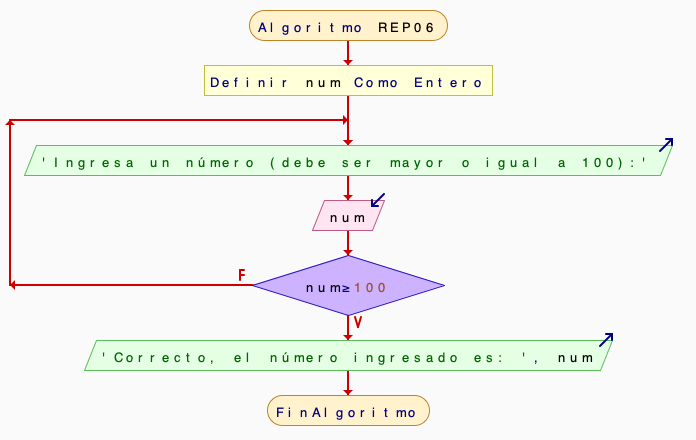 Algoritmo REP06
Definir num Como Entero
'Ingresa un número (debe ser mayor o igual a 100):'
num
num≥100
F
V
'Correcto, el número ingresado es: ', num
FinAlgoritmo